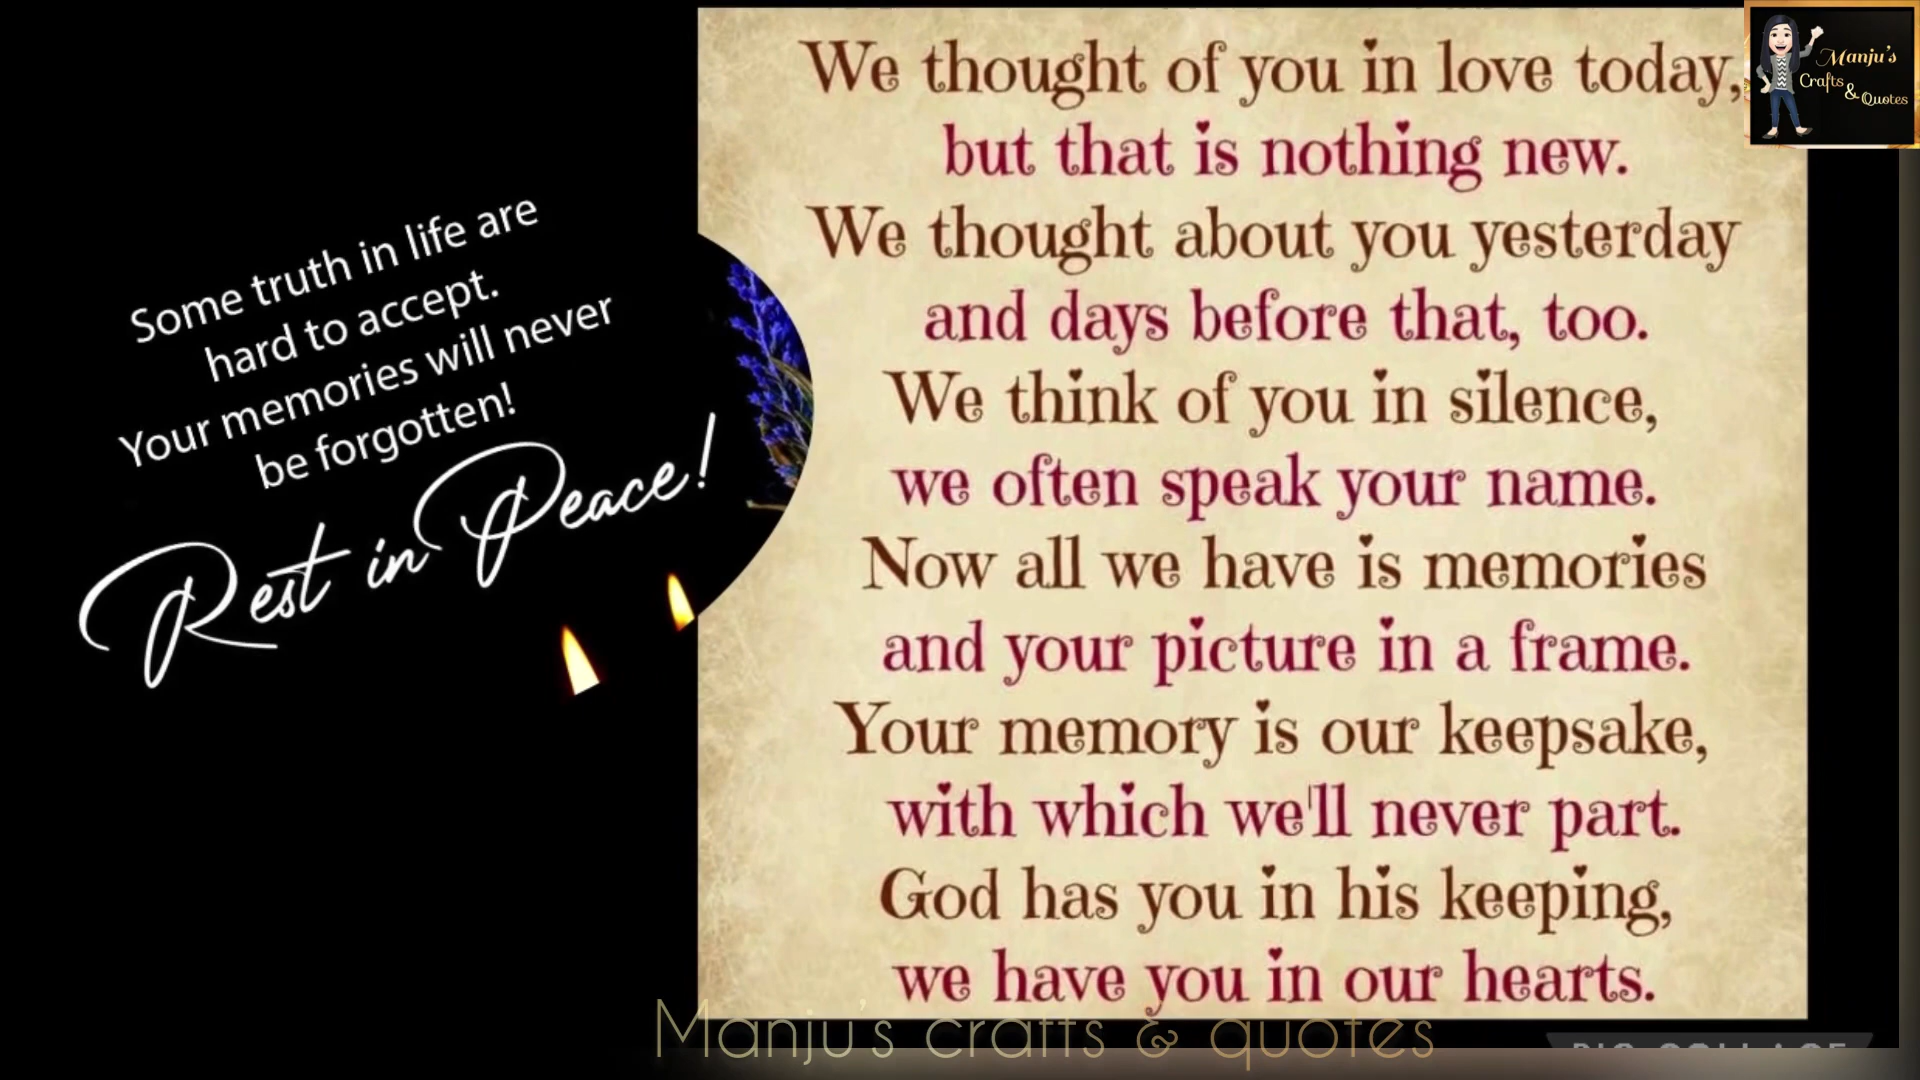 Some truth in life are
hard to accept.
Your memories will never
be forgotten!
Rest in Peace!
We thought of you in love today,
but that is nothing new.
We thought about you yesterday
and days before that, too.
We think of you in silence,
we often speak your name.
Now all we have is memories
and your picture in a frame.
Your memory is our keepsake,
with which we'll never part.
God has you in his keeping,
we have you in our hearts.
Manju's
Crafts
& Quotes
Manju's crafts & quotes